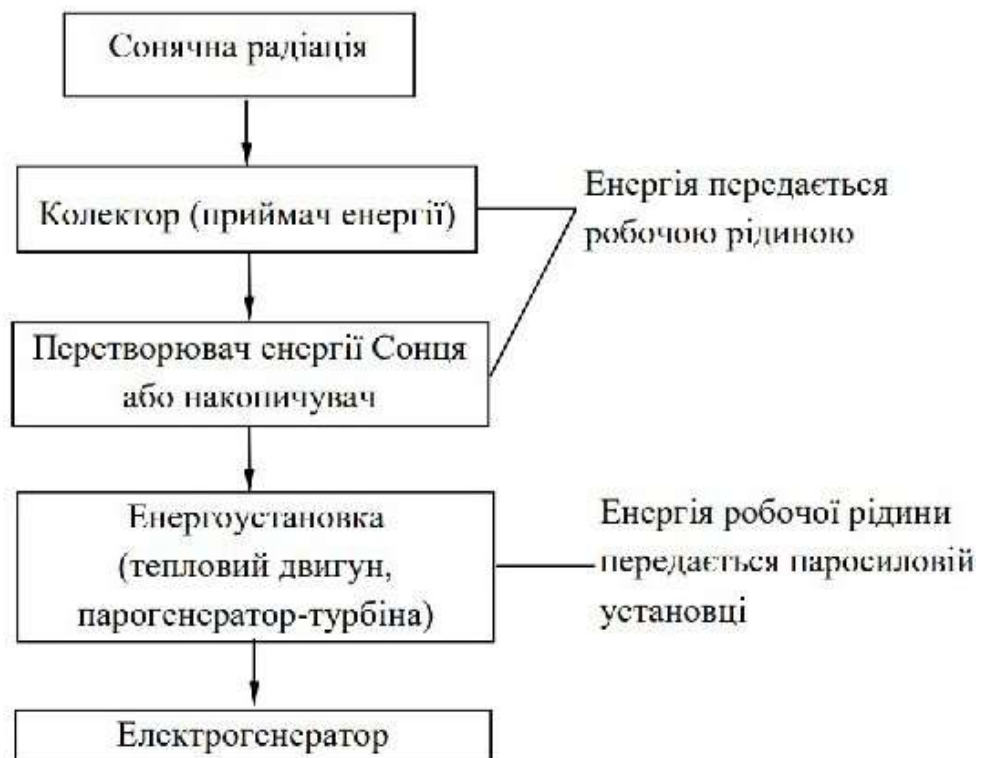 Сонячна радіація
Колектор (приймач енергії)
Енергія передається
робочою рідиною
Перетворювач енергії Сонця
або накопичувач
Енергоустановка
(тепловий двигун,
парогенератор-турбіна)
Енергія робочої рідини
передається паросиловій
установці
Електрогенератор